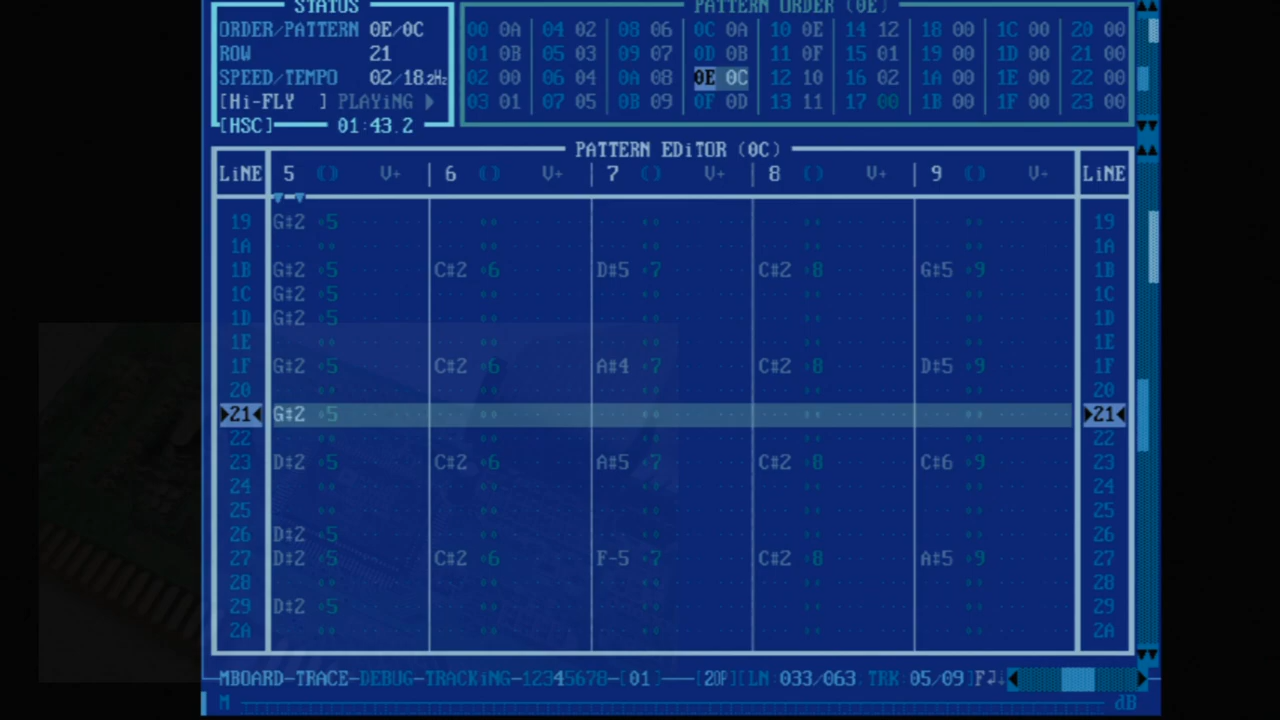 STATUS
PATTERN ORDER (0E)
ORDER/PATTERN 0E/0C 00 0A 04 02 08 06 0C 0A 10 0E 14 12 18 00 1C 00 20 00
ROW 21 01 0B 05 03 09 07 0D 0B 11 0F 15 01 19 00 1D 00 21 00
SPEED/TEMPO 02/18.2Hz 02 00 06 04 0A 08 0E 0C 12 10 16 02 1A 00 1E 00 22 00
[Hi-FLY ] PLAYiNG 03 01 07 05 0B 09 0F 0D 13 11 17 00 1B 00 1F 00 23 00
[HSC] 01:43.2
PATTERN EDiTOR (0C)
LiNE 5 () V+ 6 () V+ 7 () V+ 8 () V+ 9 () V+ LiNE
19 G#2 5 19
1A 1A
1B G#2 5 C#2 6 D#5 7 C#2 8 G#5 9 1B
1C G#2 5 1C
1D G#2 5 1D
1E 1E
1F G#2 5 C#2 6 A#4 7 C#2 8 D#5 9 1F
20 20
21 G#2 5 21
22 22
23 D#2 5 C#2 6 A#5 7 C#2 8 C#6 9 23
24 24
25 25
26 D#2 5 26
27 D#2 5 C#2 6 F-5 7 C#2 8 A#5 9 27
28 28
29 D#2 5 29
2A 2A
MBOARD-TRACE-DEBUG-TRACKiNG-12345678-[01] [20P][LN:033/063, TRK:05/09]
M dB